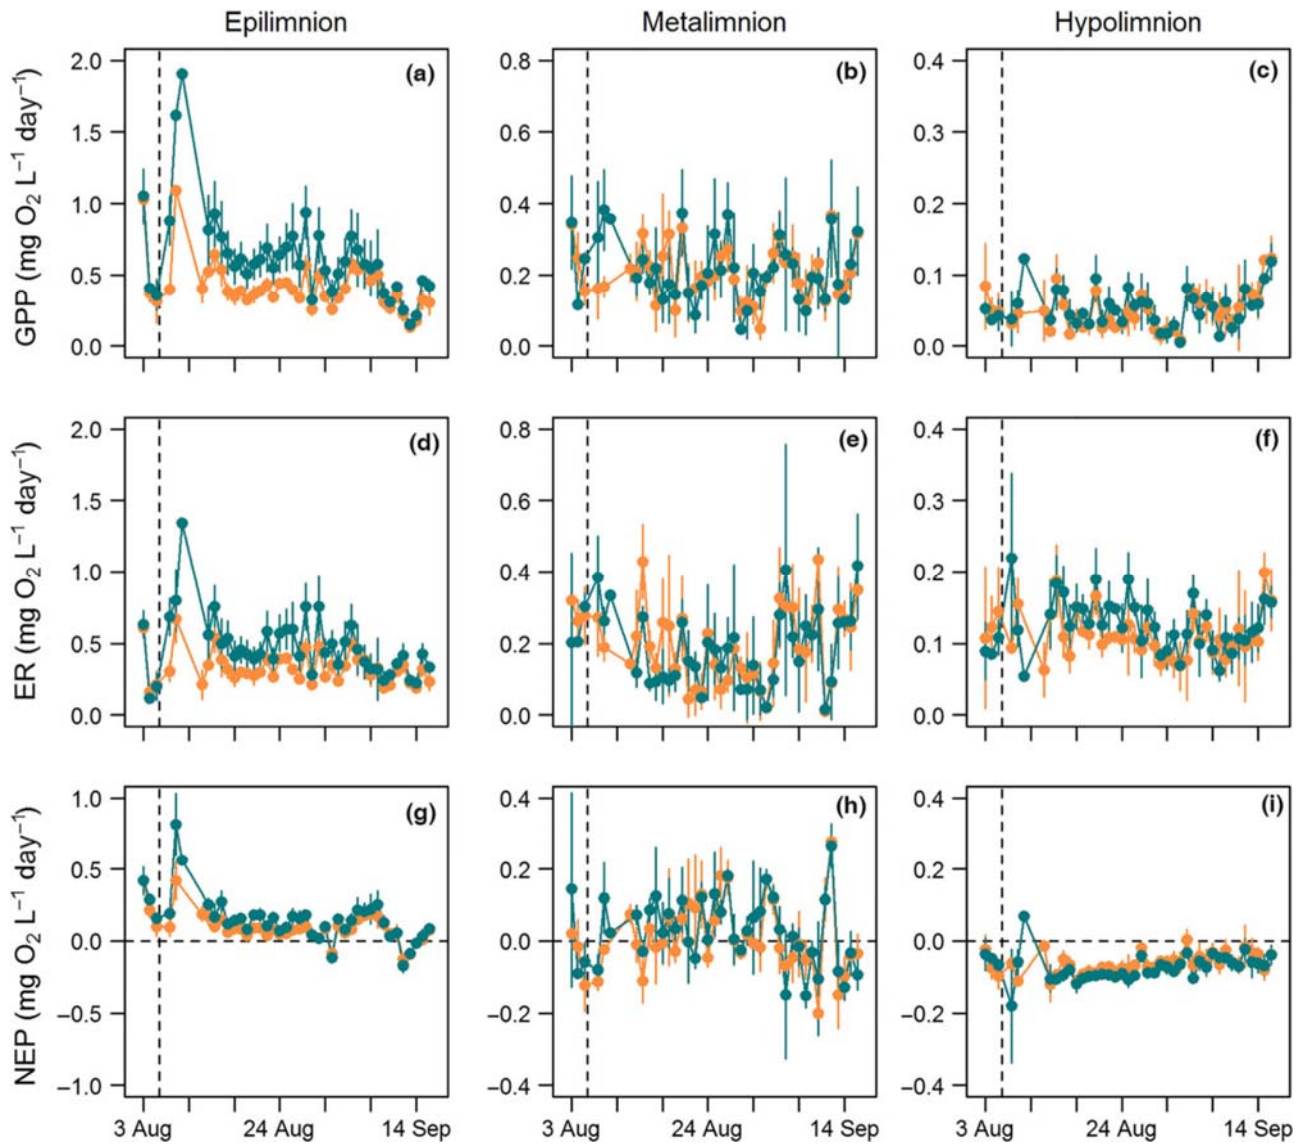 Epilimnion Metalimnion Hypolimnion
GPP (mg O₂ L⁻¹ day⁻¹)
2.0
1.5
1.0
0.5
0.0
(a)
0.8
0.6
0.4
0.2
0.0
(b)
0.4
0.3
0.2
0.1
0.0
(c)
ER (mg O₂ L⁻¹ day⁻¹)
2.0
1.5
1.0
0.5
0.0
(d)
0.8
0.6
0.4
0.2
0.0
(e)
0.4
0.3
0.2
0.1
0.0
(f)
NEP (mg O₂ L⁻¹ day⁻¹)
1.0
0.5
0.0
−0.5
−1.0
(g)
0.4
0.2
0.0
−0.2
−0.4
(h)
0.4
0.2
0.0
−0.2
−0.4
(i)
3 Aug 24 Aug 14 Sep
3 Aug 24 Aug 14 Sep
3 Aug 24 Aug 14 Sep